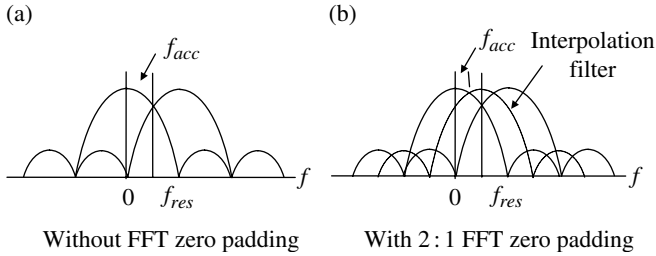 (a)
f_acc
f
0
f_res
Without FFT zero padding
(b)
f_acc
Interpolation
filter
f
0
f_res
With 2 : 1 FFT zero padding